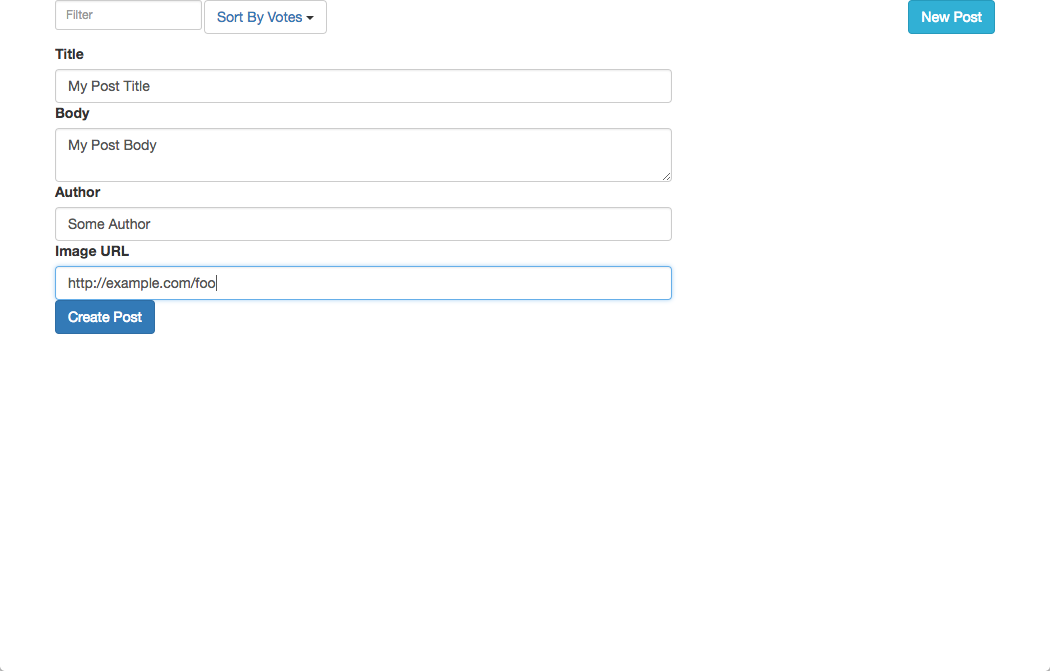 Filter Sort By Votes New Post
Title
My Post Title
Body
My Post Body
Author
Some Author
Image URL
http://example.com/foo
Create Post